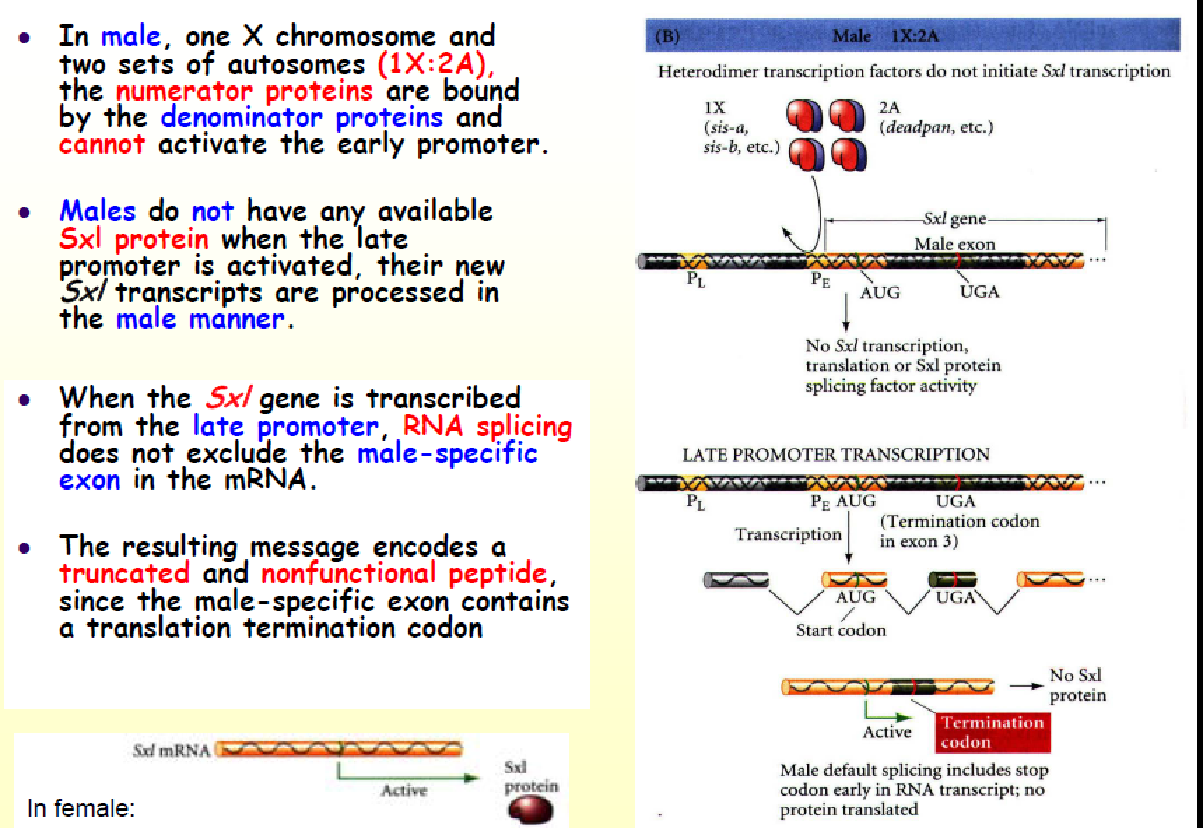 In male, one X chromosome and
two sets of autosomes (1X:2A),
the numerator proteins are bound
by the denominator proteins and
cannot activate the early promoter.
Males do not have any available
Sxl protein when the late
promoter is activated, their new
Sxl transcripts are processed in
the male manner.
When the Sxl gene is transcribed
from the late promoter, RNA splicing
does not exclude the male-specific
exon in the mRNA.
The resulting message encodes a
truncated and nonfunctional peptide,
since the male-specific exon contains
a translation termination codon
Sxl mRNA
Active
Sxl
protein
In female:
(B) Male 1X:2A
Heterodimer transcription factors do not initiate Sxl transcription
1X
(sis-a,
sis-b, etc.)
2A
(deadpan, etc.)
Sxl gene
Male exon
PL PE
AUG UGA
No Sxl transcription,
translation or Sxl protein
splicing factor activity
LATE PROMOTER TRANSCRIPTION
...
PL PE AUG UGA
Transcription
(Termination codon
in exon 3)
...
AUG UGA
Start codon
No Sxl
protein
Active
Termination
codon
Male default splicing includes stop
codon early in RNA transcript; no
protein translated